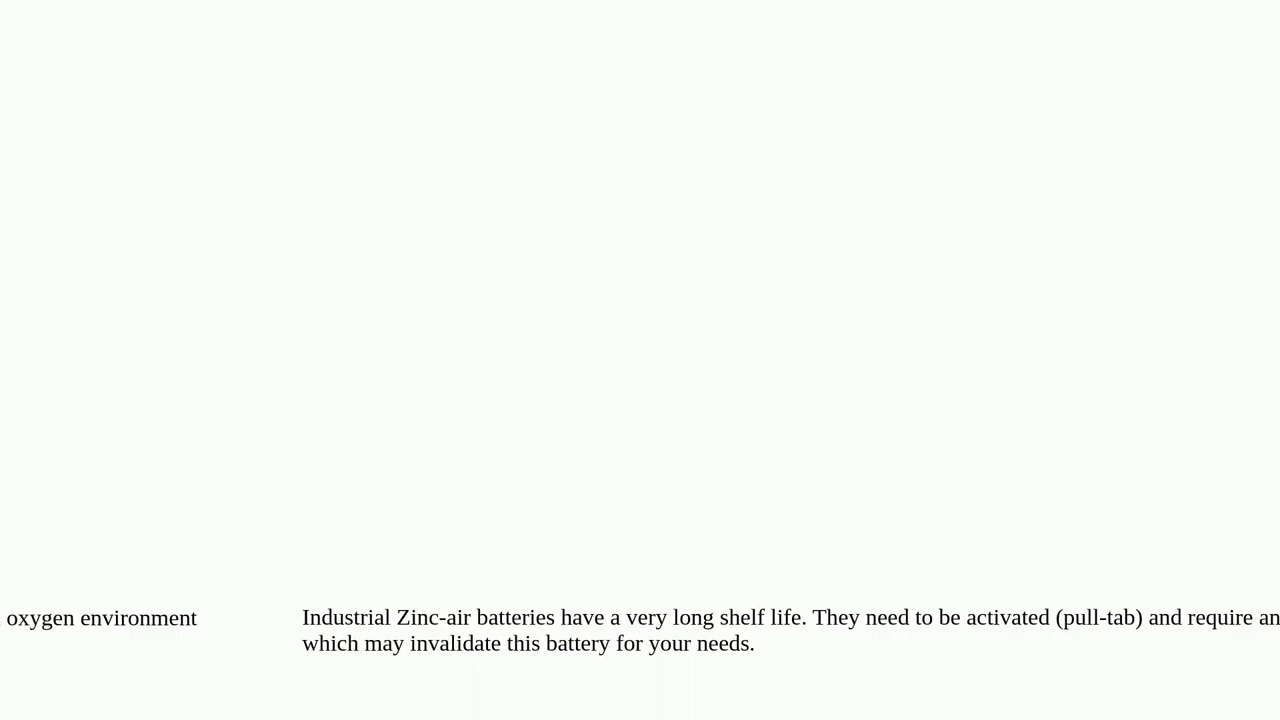 oxygen environment
Industrial Zinc-air batteries have a very long shelf life. They need to be activated (pull-tab) and require an
which may invalidate this battery for your needs.